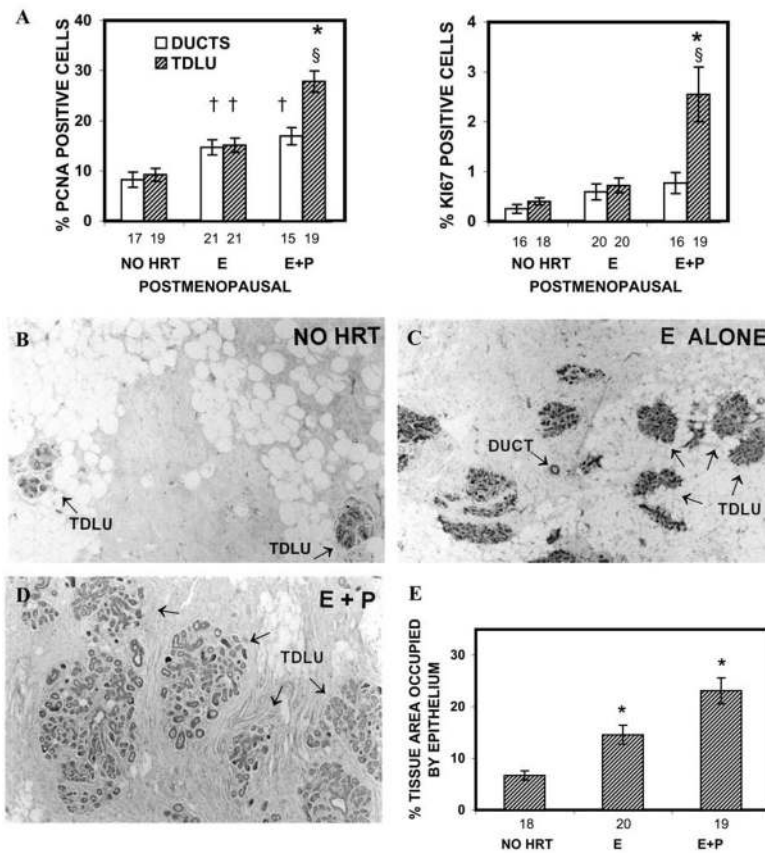 A
% PCNA POSITIVE CELLS
40
30
20
10
0
DUCTS
TDLU
† †
†
*
§
17 19 21 21 15 19
NO HRT E E+P
POSTMENOPAUSAL
% KI67 POSITIVE CELLS
4
3
2
1
0
*
§
16 18 20 20 16 19
NO HRT E E+P
POSTMENOPAUSAL
B
NO HRT
TDLU
TDLU
C
E ALONE
DUCT
TDLU
D
E + P
TDLU
E
% TISSUE AREA OCCUPIED
BY EPITHELIUM
30
20
10
0
*
*
18 20 19
NO HRT E E+P